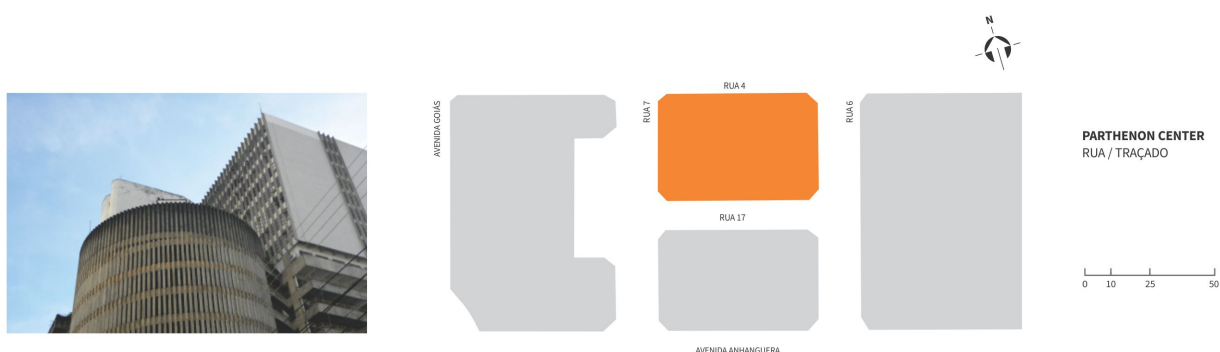 N
RUA 4
AVENIDA GOIÁS
RUA 7
RUA 6
PARTHENON CENTER
RUA / TRAÇADO
RUA 17
0 10 25 50
AVENIDA ANHANGUERA